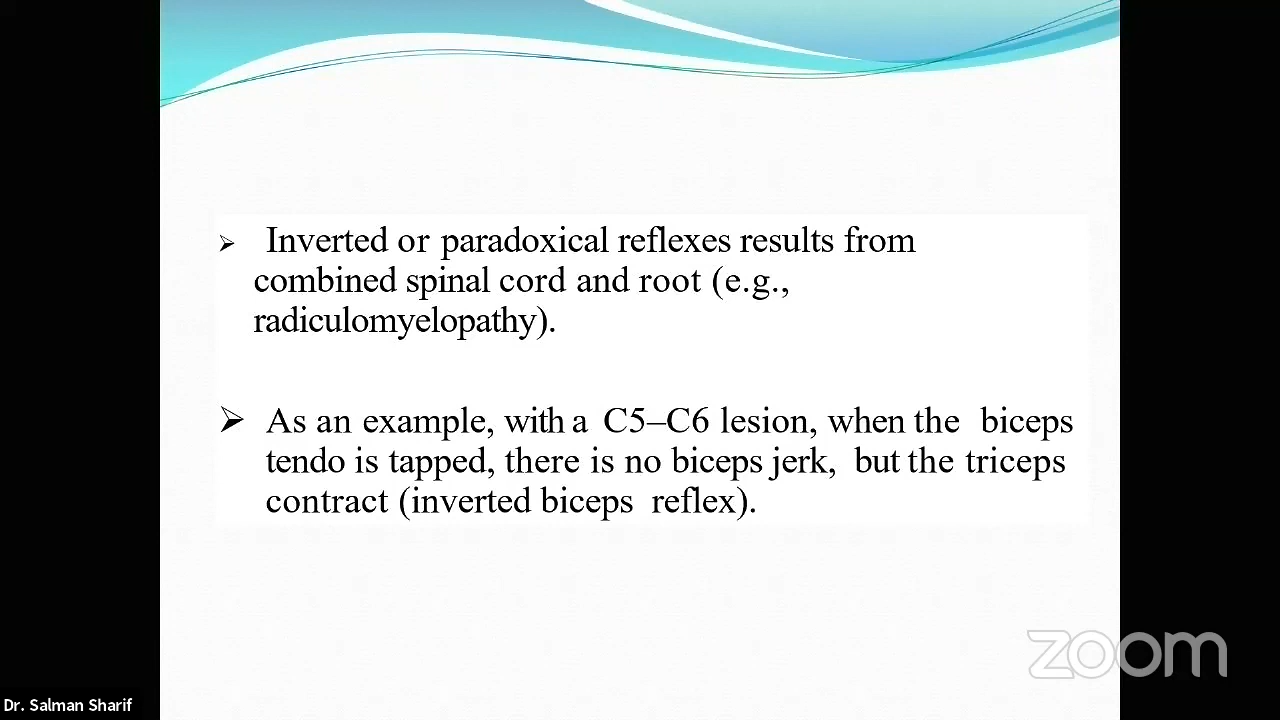 ➢ Inverted or paradoxical reflexes results from
combined spinal cord and root (e.g.,
radiculomyelopathy).
➢ As an example, with a C5–C6 lesion, when the biceps
tendo is tapped, there is no biceps jerk, but the triceps
contract (inverted biceps reflex).
zoom
Dr. Salman Sharif